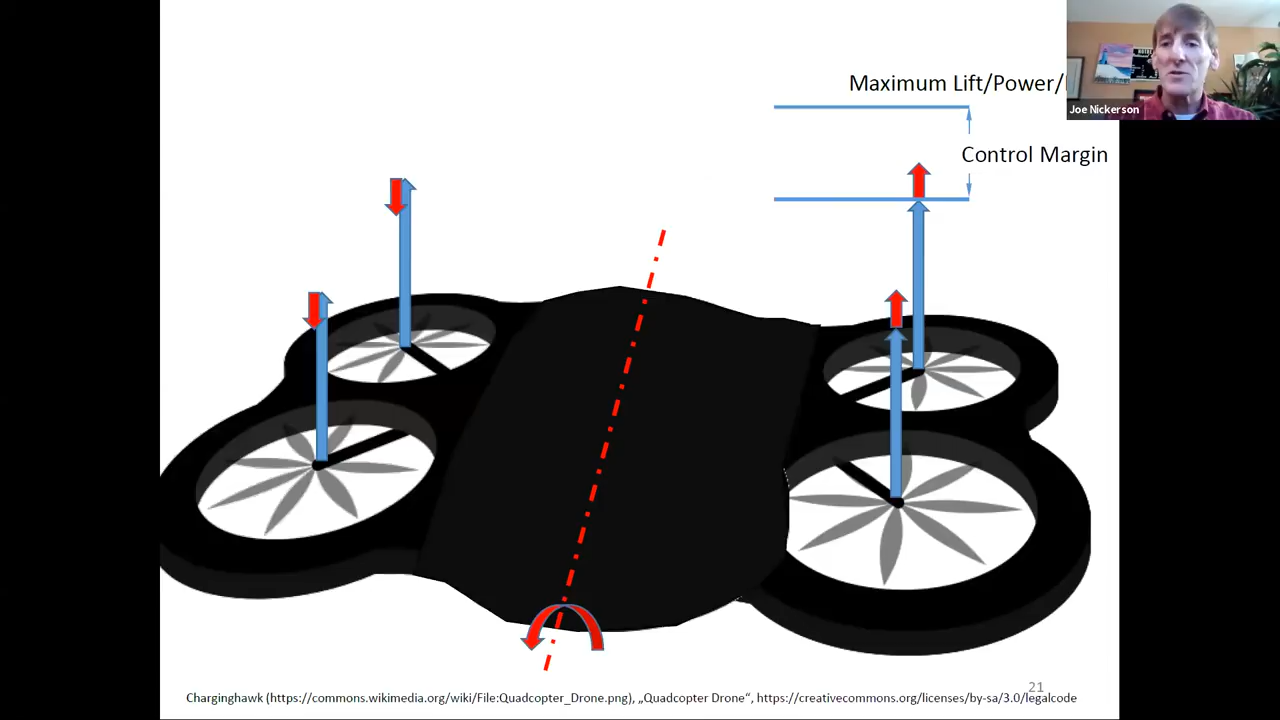 Maximum Lift/Power/
Joe Nickerson
Control Margin
21
Charginghawk (https://commons.wikimedia.org/wiki/File:Quadcopter_Drone.png), „Quadcopter Drone“, https://creativecommons.org/licenses/by-sa/3.0/legalcode